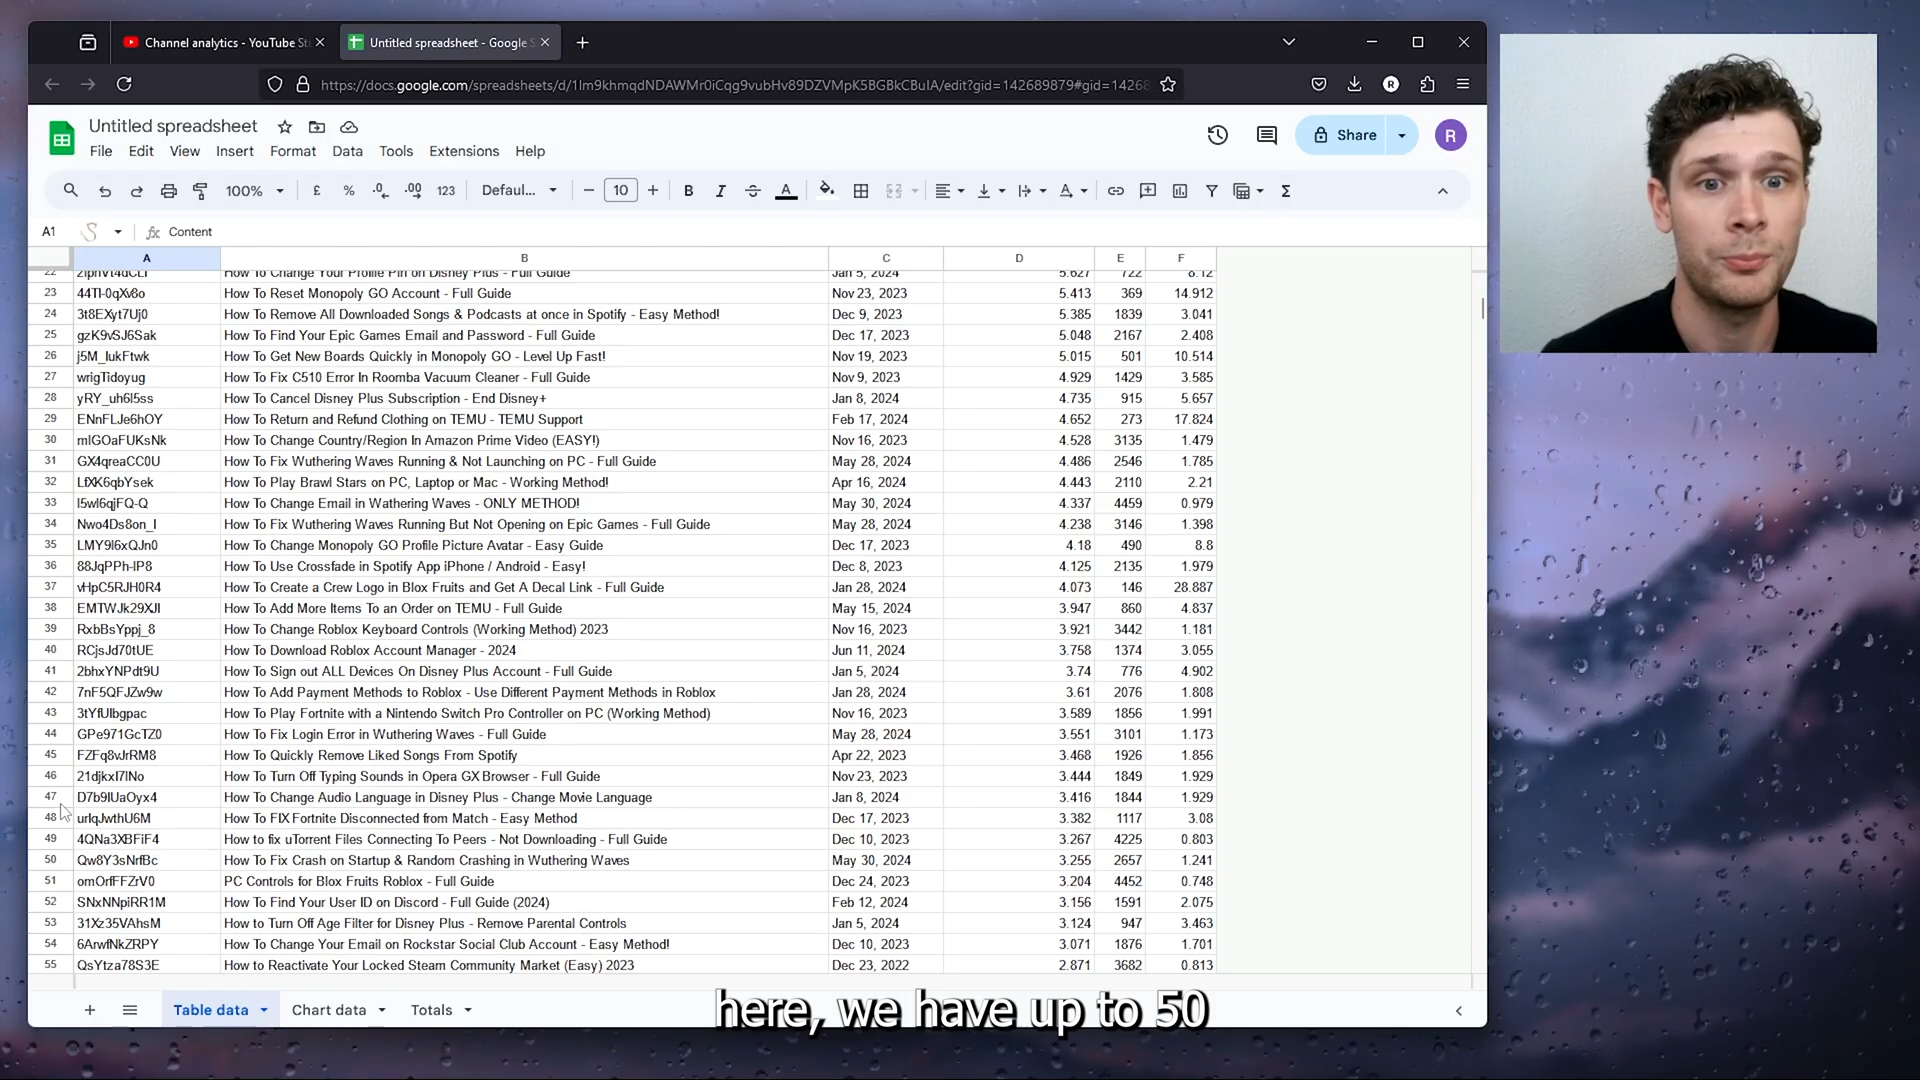 Channel analytics - YouTube St
Untitled spreadsheet - Google S
https://docs.google.com/spreadsheets/d/1lm9khmqdNDAWMr0iCqg9vubHv89DZVMpK5BGBkCBuIA/edit?gid=142689879#gid=14268
R
Untitled spreadsheet
Share
R
File Edit View Insert Format Data Tools Extensions Help
100% £ % .0 .00 123 Defaul... 10 B I A
A1 fx Content
A B C D E F
22 How To Change Your Profile Pin on Disney Plus - Full Guide Jan 5, 2024 5.627 722 8.12
23 44TI-0qXv8o How To Reset Monopoly GO Account - Full Guide Nov 23, 2023 5.413 369 14.912
24 3t8EXyt7Uj0 How To Remove All Downloaded Songs & Podcasts at once in Spotify - Easy Method! Dec 9, 2023 5.385 1839 3.041
25 gzK9vSJ6Sak How To Find Your Epic Games Email and Password - Full Guide Dec 17, 2023 5.048 2167 2.408
26 j5M_IukFtwk How To Get New Boards Quickly in Monopoly GO - Level Up Fast! Nov 19, 2023 5.015 501 10.514
27 wrigTidoyug How To Fix C510 Error In Roomba Vacuum Cleaner - Full Guide Nov 9, 2023 4.929 1429 3.585
28 yRY_uh6l5ss How To Cancel Disney Plus Subscription - End Disney+ Jan 8, 2024 4.735 915 5.657
29 ENnFLJe6hOY How To Return and Refund Clothing on TEMU - TEMU Support Feb 17, 2024 4.652 273 17.824
30 mlGOaFUKsNk How To Change Country/Region In Amazon Prime Video (EASY!) Nov 16, 2023 4.528 3135 1.479
31 GX4qreaCC0U How To Fix Wuthering Waves Running & Not Launching on PC - Full Guide May 28, 2024 4.486 2546 1.785
32 LfXK6qbYsek How To Play Brawl Stars on PC, Laptop or Mac - Working Method! Apr 16, 2024 4.443 2110 2.21
33 I5wl6qjFQ-Q How To Change Email in Wathering Waves - ONLY METHOD! May 30, 2024 4.337 4459 0.979
34 Nwo4Ds8on_I How To Fix Wuthering Waves Running But Not Opening on Epic Games - Full Guide May 28, 2024 4.238 3146 1.398
35 LMY9l6xQJn0 How To Change Monopoly GO Profile Picture Avatar - Easy Guide Dec 17, 2023 4.18 490 8.8
36 88JqPPh-lP8 How To Use Crossfade in Spotify App iPhone / Android - Easy! Dec 8, 2023 4.125 2135 1.979
37 vHpC5RJH0R4 How To Create a Crew Logo in Blox Fruits and Get A Decal Link - Full Guide Jan 28, 2024 4.073 146 28.887
38 EMTWJk29XJI How To Add More Items To an Order on TEMU - Full Guide May 15, 2024 3.947 860 4.837
39 RxbBsYppj_8 How To Change Roblox Keyboard Controls (Working Method) 2023 Nov 16, 2023 3.921 3442 1.181
40 RCjsJd70tUE How To Download Roblox Account Manager - 2024 Jun 11, 2024 3.758 1374 3.055
41 2bhxYNPdt9U How To Sign out ALL Devices On Disney Plus Account - Full Guide Jan 5, 2024 3.74 776 4.902
42 7nF5QFJZw9w How To Add Payment Methods to Roblox - Use Different Payment Methods in Roblox Jan 28, 2024 3.61 2076 1.808
43 3tYfUlbgpac How To Play Fortnite with a Nintendo Switch Pro Controller on PC (Working Method) Nov 16, 2023 3.589 1856 1.991
44 GPe971GcTZ0 How To Fix Login Error in Wuthering Waves - Full Guide May 28, 2024 3.551 3101 1.173
45 FZFq8vJrRM8 How To Quickly Remove Liked Songs From Spotify Apr 22, 2023 3.468 1926 1.856
46 21djkxI7lNo How To Turn Off Typing Sounds in Opera GX Browser - Full Guide Nov 23, 2023 3.444 1849 1.929
47 D7b9lUaOyx4 How To Change Audio Language in Disney Plus - Change Movie Language Jan 8, 2024 3.416 1844 1.929
48 urlqJwthU6M How To FIX Fortnite Disconnected from Match - Easy Method Dec 17, 2023 3.382 1117 3.08
49 4QNa3XBFiF4 How to fix uTorrent Files Connecting To Peers - Not Downloading - Full Guide Dec 10, 2023 3.267 4225 0.803
50 Qw8Y3sNrfBc How To Fix Crash on Startup & Random Crashing in Wuthering Waves May 30, 2024 3.255 2657 1.241
51 omOrfFFZrV0 PC Controls for Blox Fruits Roblox - Full Guide Dec 24, 2023 3.204 4452 0.748
52 SNxNNpiRR1M How To Find Your User ID on Discord - Full Guide (2024) Feb 12, 2024 3.156 1591 2.075
53 31Xz35VAhsM How to Turn Off Age Filter for Disney Plus - Remove Parental Controls Jan 5, 2024 3.124 947 3.463
54 6ArwfNkZRPY How To Change Your Email on Rockstar Social Club Account - Easy Method! Dec 10, 2023 3.071 1876 1.701
55 QsYtza78S3E How to Reactivate Your Locked Steam Community Market (Easy) 2023 Dec 23, 2022 2.871 3682 0.813
Table data Chart data Totals
here, we have up to 50